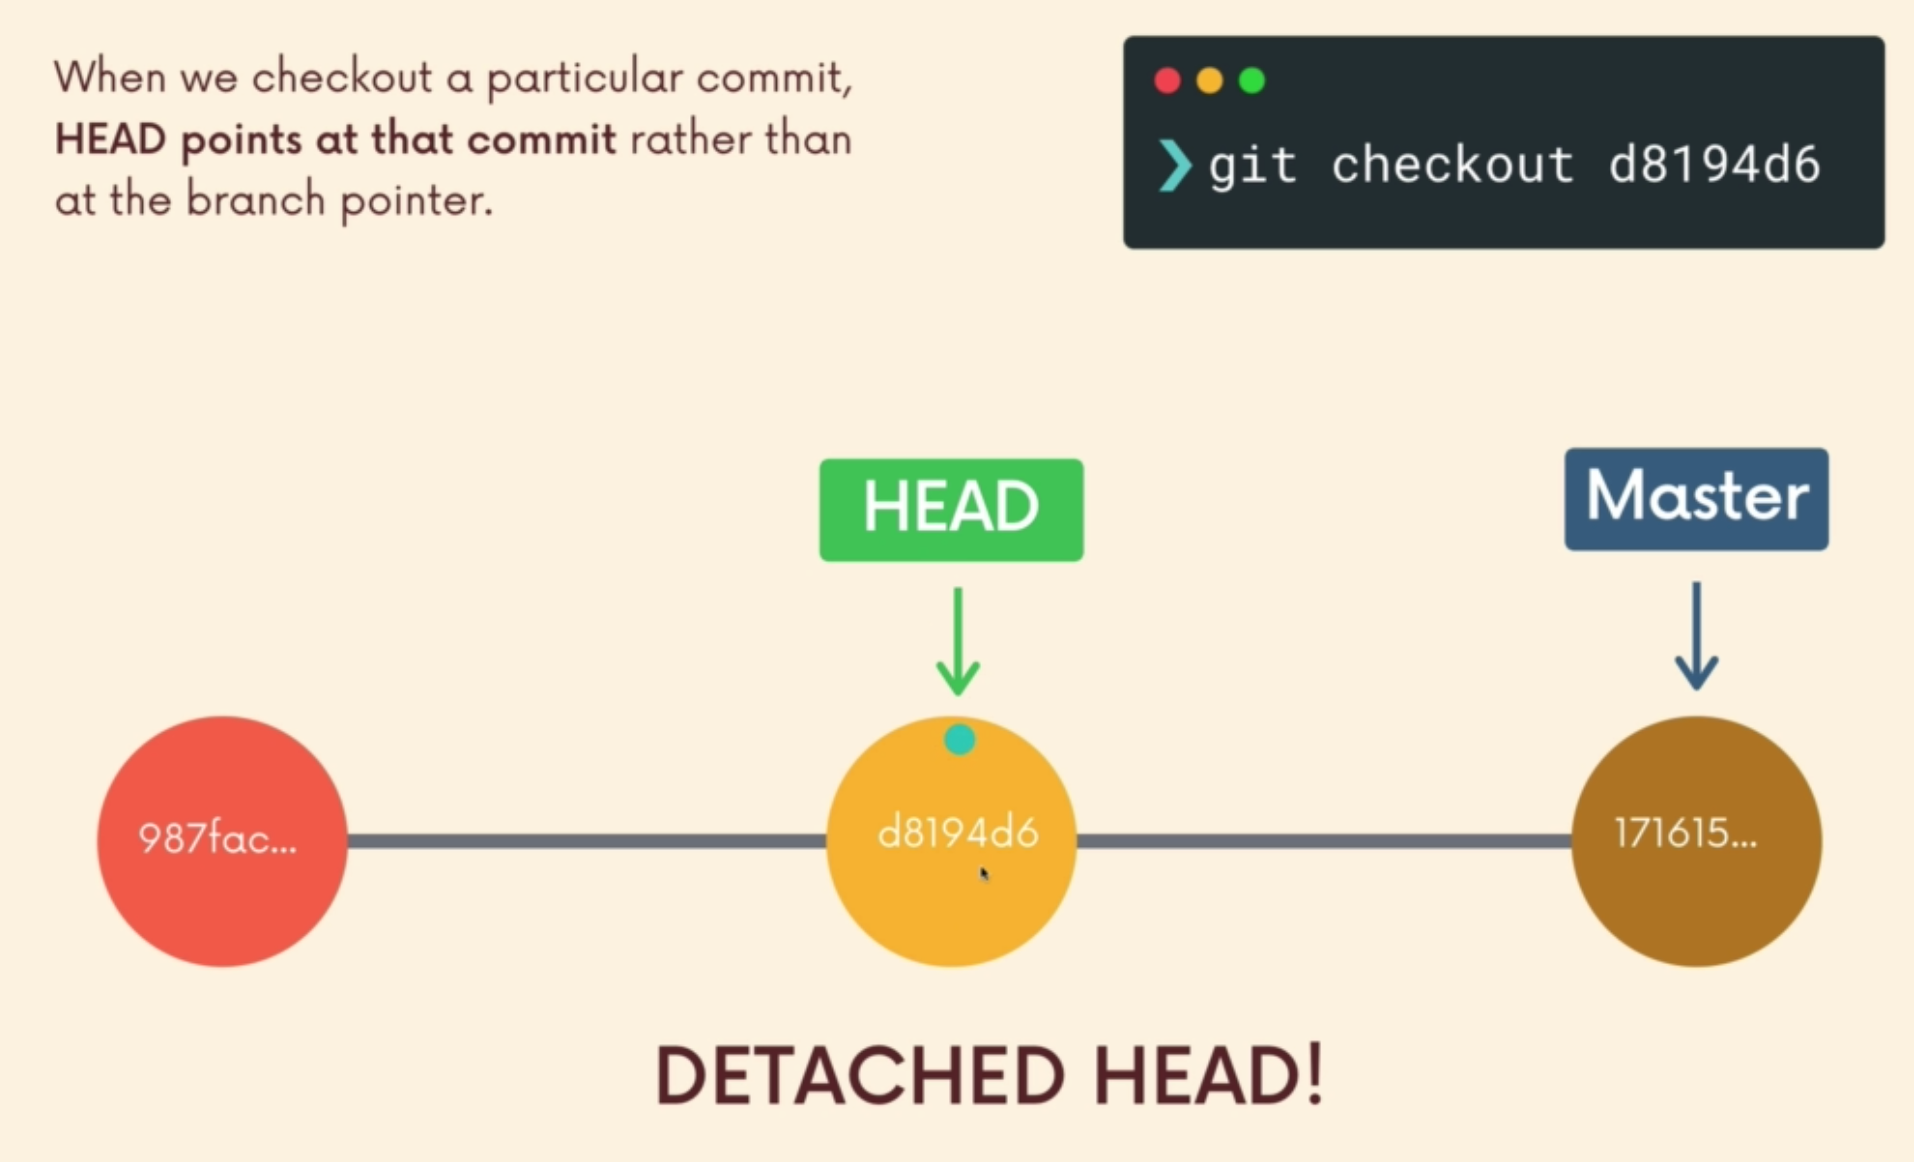 When we checkout a particular commit,
HEAD points at that commit rather than
at the branch pointer.
❯ git checkout d8194d6
HEAD
Master
987fac...
d8194d6
171615...
DETACHED HEAD!